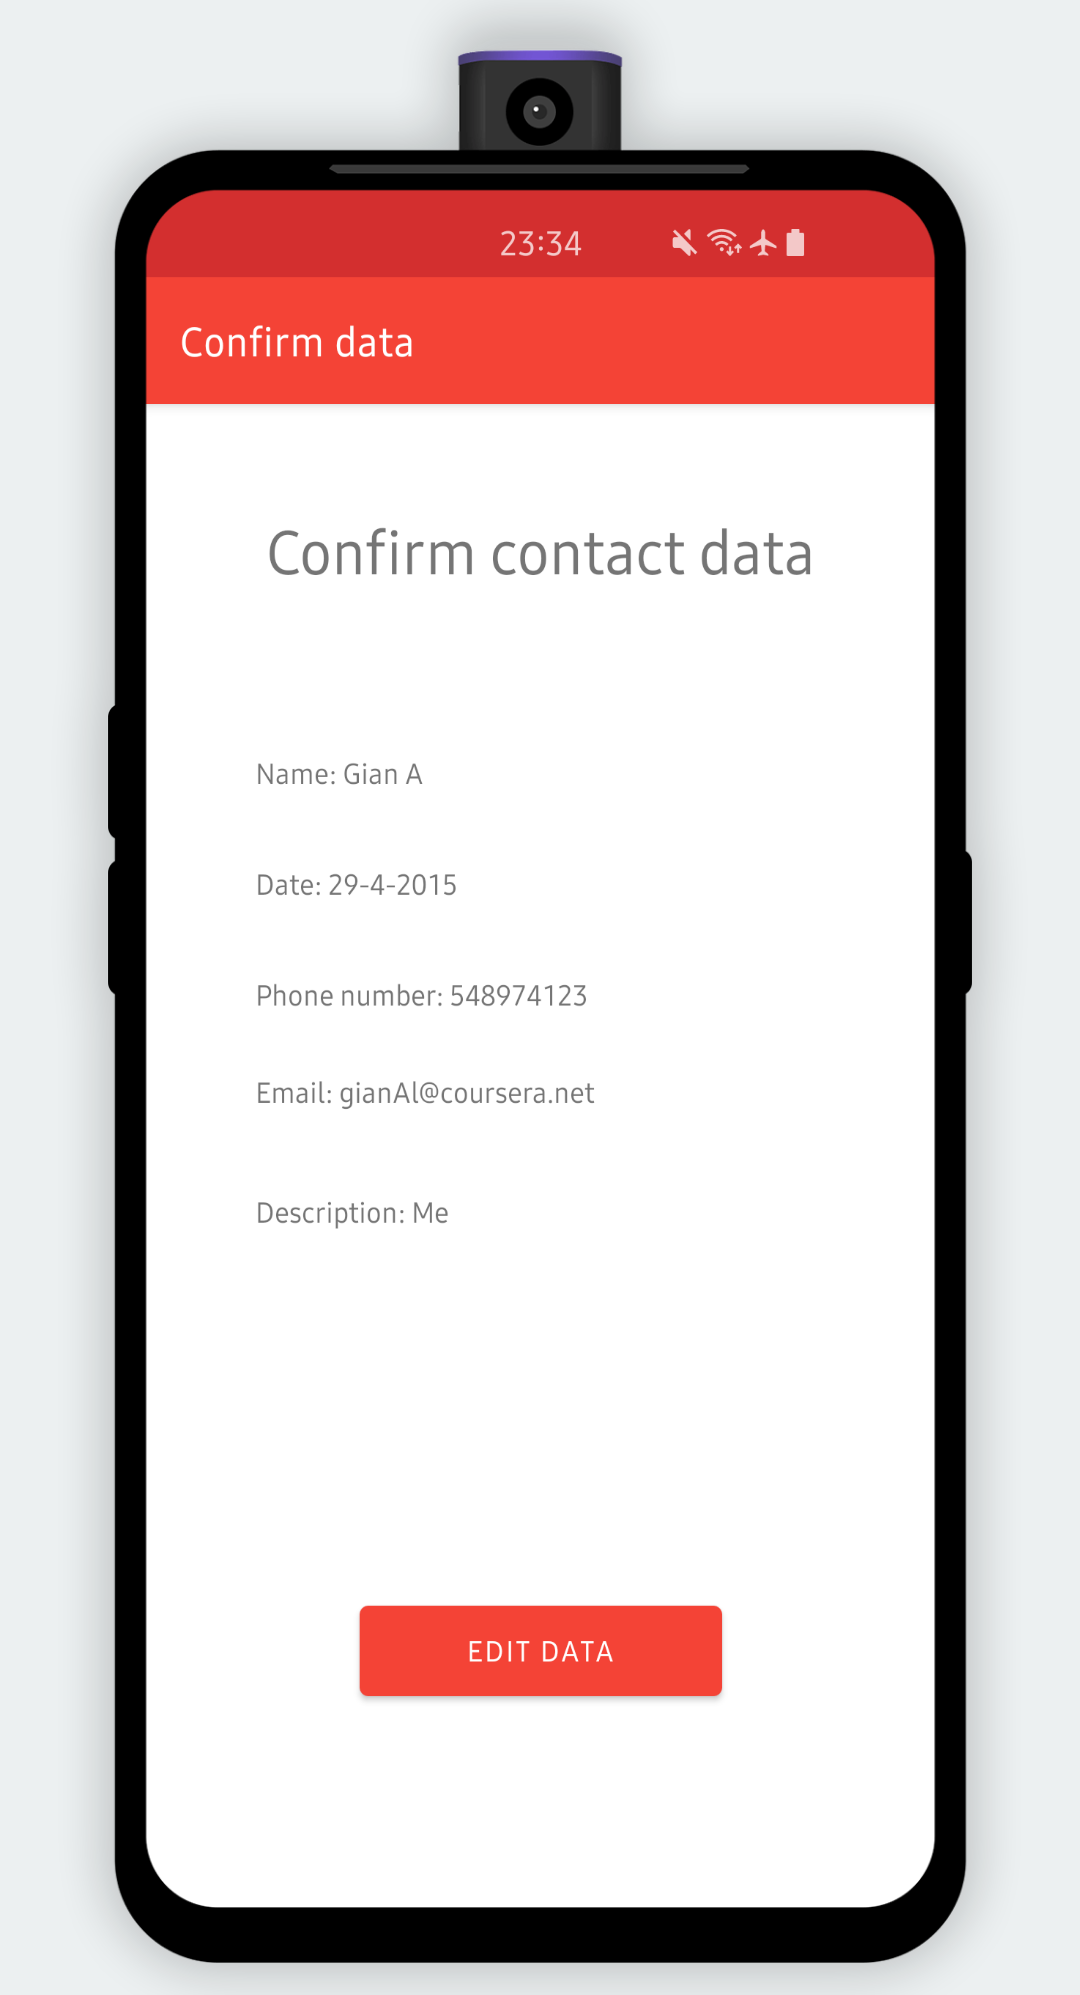 23:34
Confirm data
Confirm contact data
Name: Gian A
Date: 29-4-2015
Phone number: 548974123
Email: gianAl@coursera.net
Description: Me
EDIT DATA